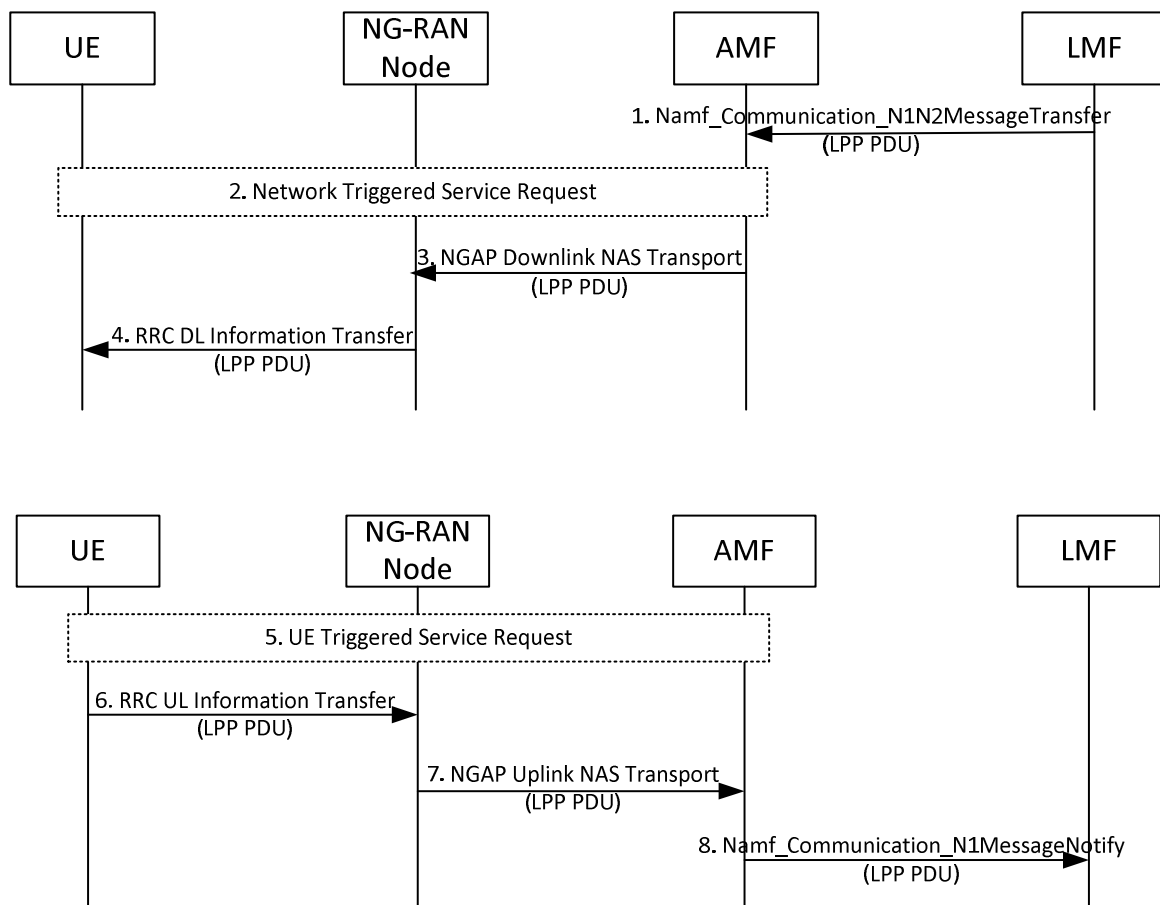 UE
NG-RAN
Node
AMF
LMF
1. Namf_Communication_N1N2MessageTransfer
(LPP PDU)
2. Network Triggered Service Request
3. NGAP Downlink NAS Transport
(LPP PDU)
4. RRC DL Information Transfer
(LPP PDU)
UE
NG-RAN
Node
AMF
LMF
5. UE Triggered Service Request
6. RRC UL Information Transfer
(LPP PDU)
7. NGAP Uplink NAS Transport
(LPP PDU)
8. Namf_Communication_N1MessageNotify
(LPP PDU)